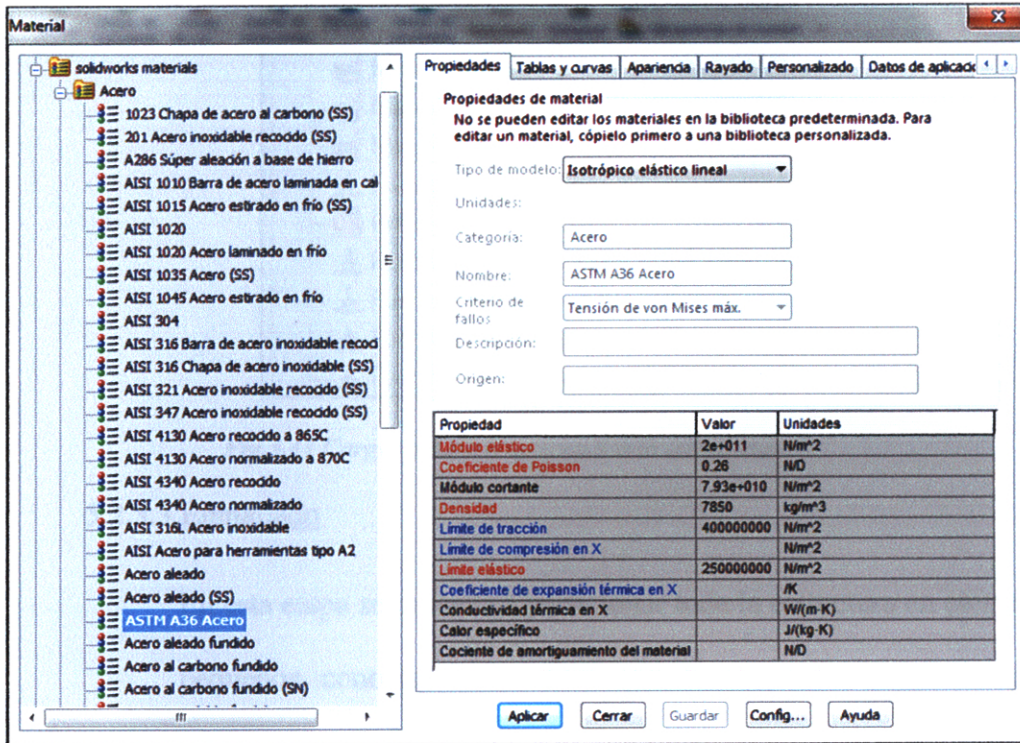 Material
solidworks materials
Acero
1023 Chapa de acero al carbono (SS)
201 Acero inoxidable recocido (SS)
A286 Súper aleación a base de hierro
AISI 1010 Barra de acero laminada en cal
AISI 1015 Acero estirado en frío (SS)
AISI 1020
AISI 1020 Acero laminado en frío
AISI 1035 Acero (SS)
AISI 1045 Acero estirado en frío
AISI 304
AISI 316 Barra de acero inoxidable recoci
AISI 316 Chapa de acero inoxidable (SS)
AISI 321 Acero inoxidable recocido (SS)
AISI 347 Acero inoxidable recocido (SS)
AISI 4130 Acero recocido a 865C
AISI 4130 Acero normalizado a 870C
AISI 4340 Acero recocido
AISI 4340 Acero normalizado
AISI 316L Acero inoxidable
AISI Acero para herramientas tipo A2
Acero aleado
Acero aleado (SS)
ASTM A36 Acero
Acero aleado fundido
Acero al carbono fundido
Acero al carbono fundido (SN)
Propiedades Tablas y curvas Apariencia Rayado Personalizado Datos de aplicació
Propiedades de material
No se pueden editar los materiales en la biblioteca predeterminada. Para
editar un material, cópielo primero a una biblioteca personalizada.
Tipo de modelo: Isotrópico elástico lineal
Unidades:
Categoría: Acero
Nombre: ASTM A36 Acero
Criterio de
fallos Tensión de von Mises máx.
Descripción:
Origen:
Propiedad Valor Unidades
Módulo elástico 2e+011 N/m^2
Coeficiente de Poisson 0.26 N/D
Módulo cortante 7.93e+010 N/m^2
Densidad 7850 kg/m^3
Límite de tracción 400000000 N/m^2
Límite de compresión en X N/m^2
Límite elástico 250000000 N/m^2
Coeficiente de expansión térmica en X /K
Conductividad térmica en X W/(m·K)
Calor específico J/(kg·K)
Cociente de amortiguamiento del material N/D
Aplicar Cerrar Guardar Config... Ayuda